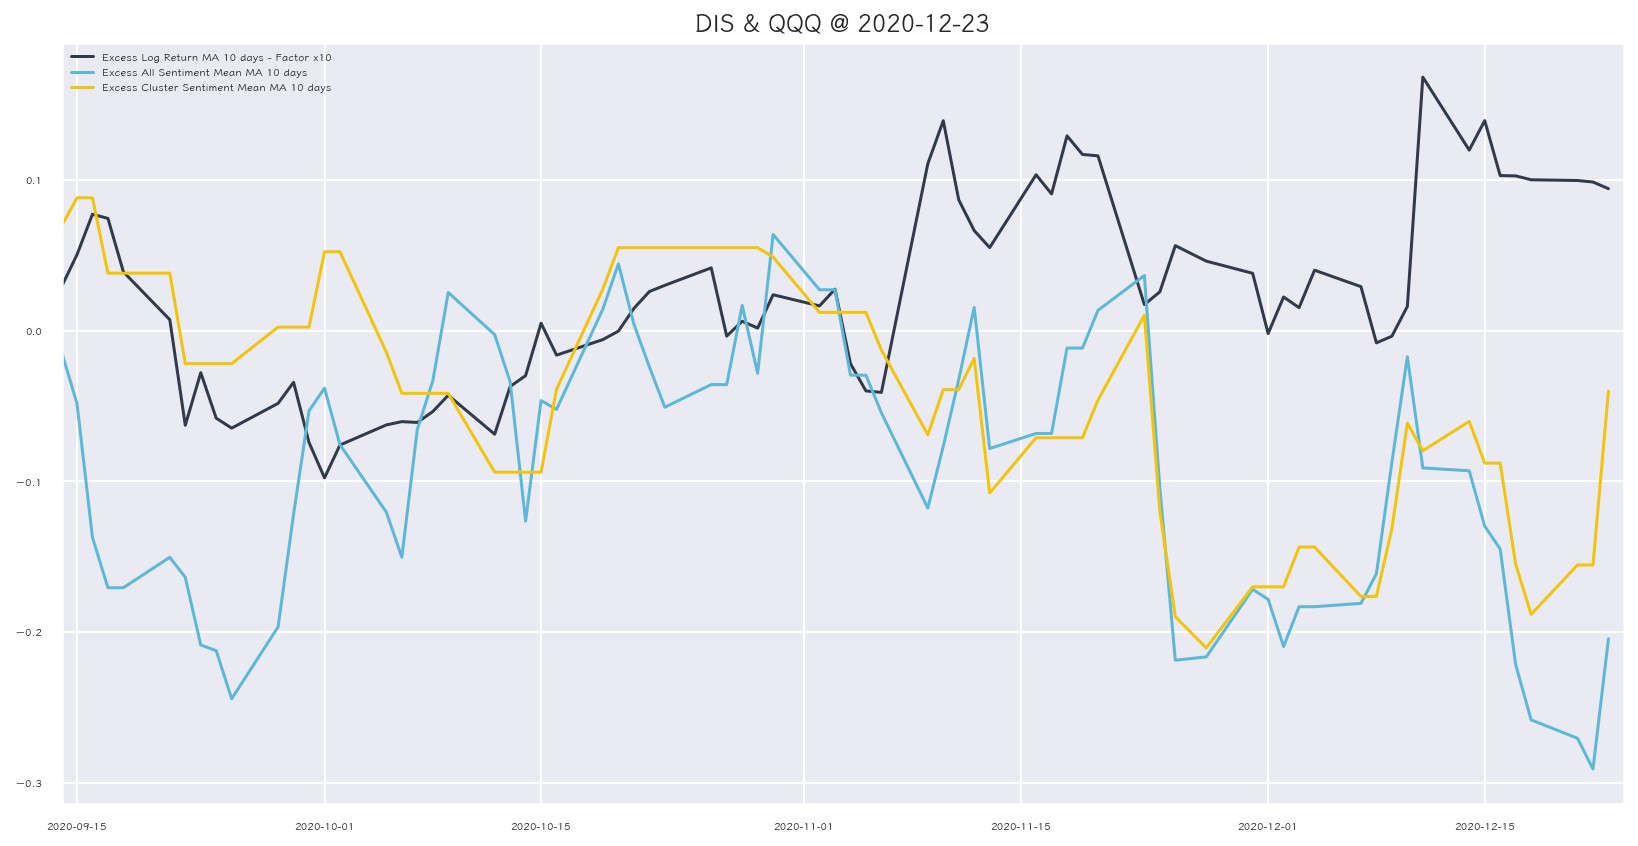 DIS & QQQ @ 2020-12-23
Excess Log Return MA 10 days - Factor x10
Excess All Sentiment Mean MA 10 days
Excess Cluster Sentiment Mean MA 10 days
0.1
0.0
−0.1
−0.2
−0.3
2020-09-15 2020-10-01 2020-10-15 2020-11-01 2020-11-15 2020-12-01 2020-12-15